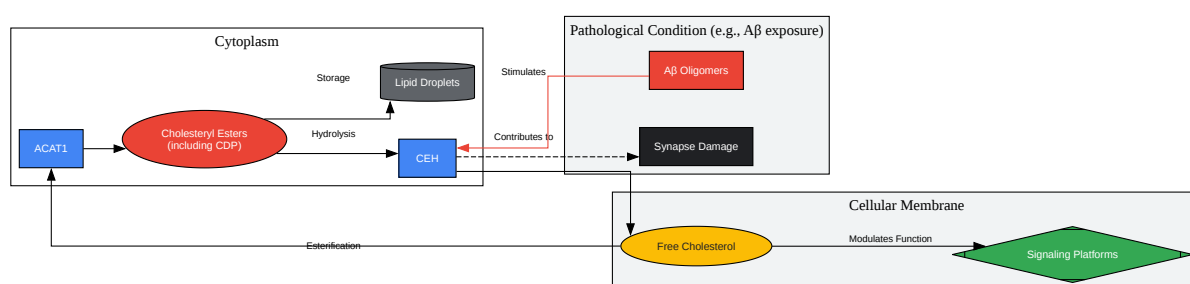 Cytoplasm
Pathological Condition (e.g., Aβ exposure)
Storage
Lipid Droplets
Stimulates
Aβ Oligomers
ACAT1
Cholesteryl Esters
(including CDP)
Hydrolysis
CEH
Contributes to
Synapse Damage
Cellular Membrane
Esterification
Free Cholesterol
Modulates Function
Signaling Platforms